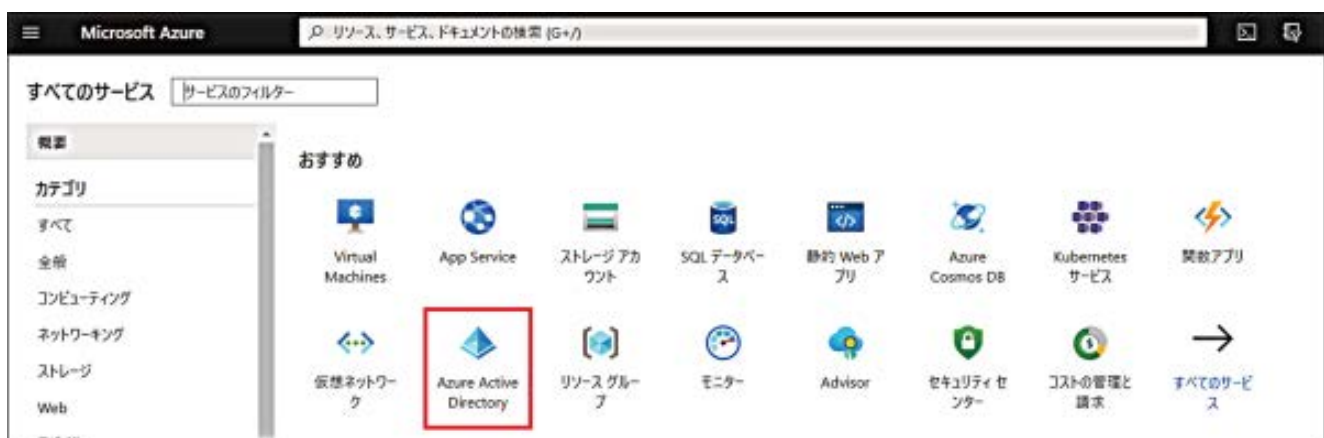 Microsoft Azure
リソース、サービス、ドキュメントの検索 (G+/)
すべてのサービス
サービスのフィルター
概要
おすすめ
カテゴリ
すべて
全般
コンピューティング
ネットワーキング
ストレージ
Web
Virtual
Machines
App Service
ストレージ アカ
ウント
SQL
SQL データベー
ス
静的 Web ア
プリ
Azure
Cosmos DB
Kubernetes
サービス
関数アプリ
仮想ネットワー
ク
Azure Active
Directory
リソース グルー
プ
モニター
Advisor
セキュリティ セ
ンター
コストの管理と
請求
すべてのサービ
ス